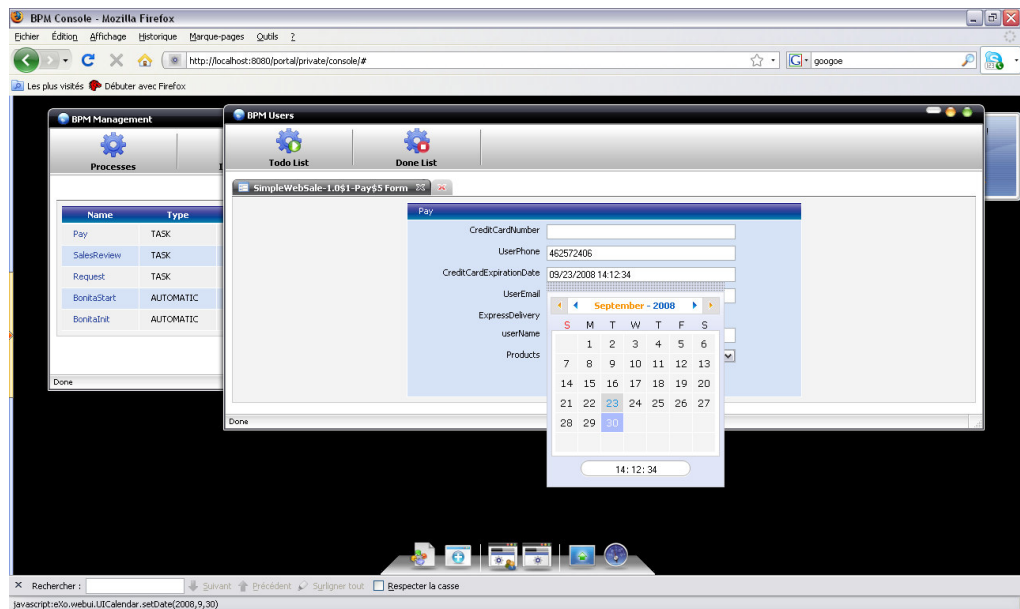 BPM Console - Mozilla Firefox
Fichier Édition Affichage Historique Marque-pages Outils ?
http://localhost:8080/portal/private/console/#
G googoe
Les plus visités Débuter avec Firefox
BPM Management
BPM Users
Processes
Todo List
Done List
SimpleWebSale-1.0$1-Pay$5 Form
Name Type
Pay TASK
SalesReview TASK
Request TASK
BonitaStart AUTOMATIC
BonitaInit AUTOMATIC
Done
Pay
CreditCardNumber
UserPhone 462572406
CreditCardExpirationDate 09/23/2008 14:12:34
UserEmail
ExpressDelivery
userName
Products
September - 2008
S M T W T F S
1 2 3 4 5 6
7 8 9 10 11 12 13
14 15 16 17 18 19 20
21 22 23 24 25 26 27
28 29 30
14: 12: 34
Done
Rechercher : Suivant Précédent Surligner tout Respecter la casse
javascript:eXo.webui.UICalendar.setDate(2008,9,30)